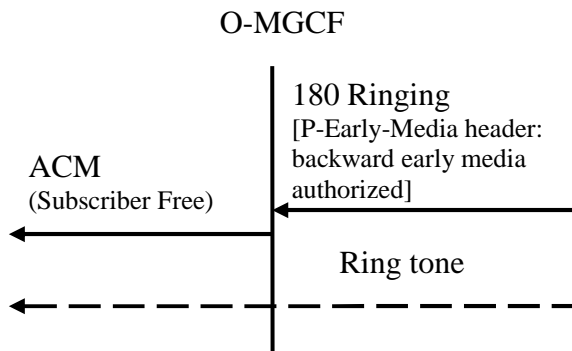 O-MGCF
180 Ringing
[P-Early-Media header:
backward early media
authorized]
ACM
(Subscriber Free)
Ring tone